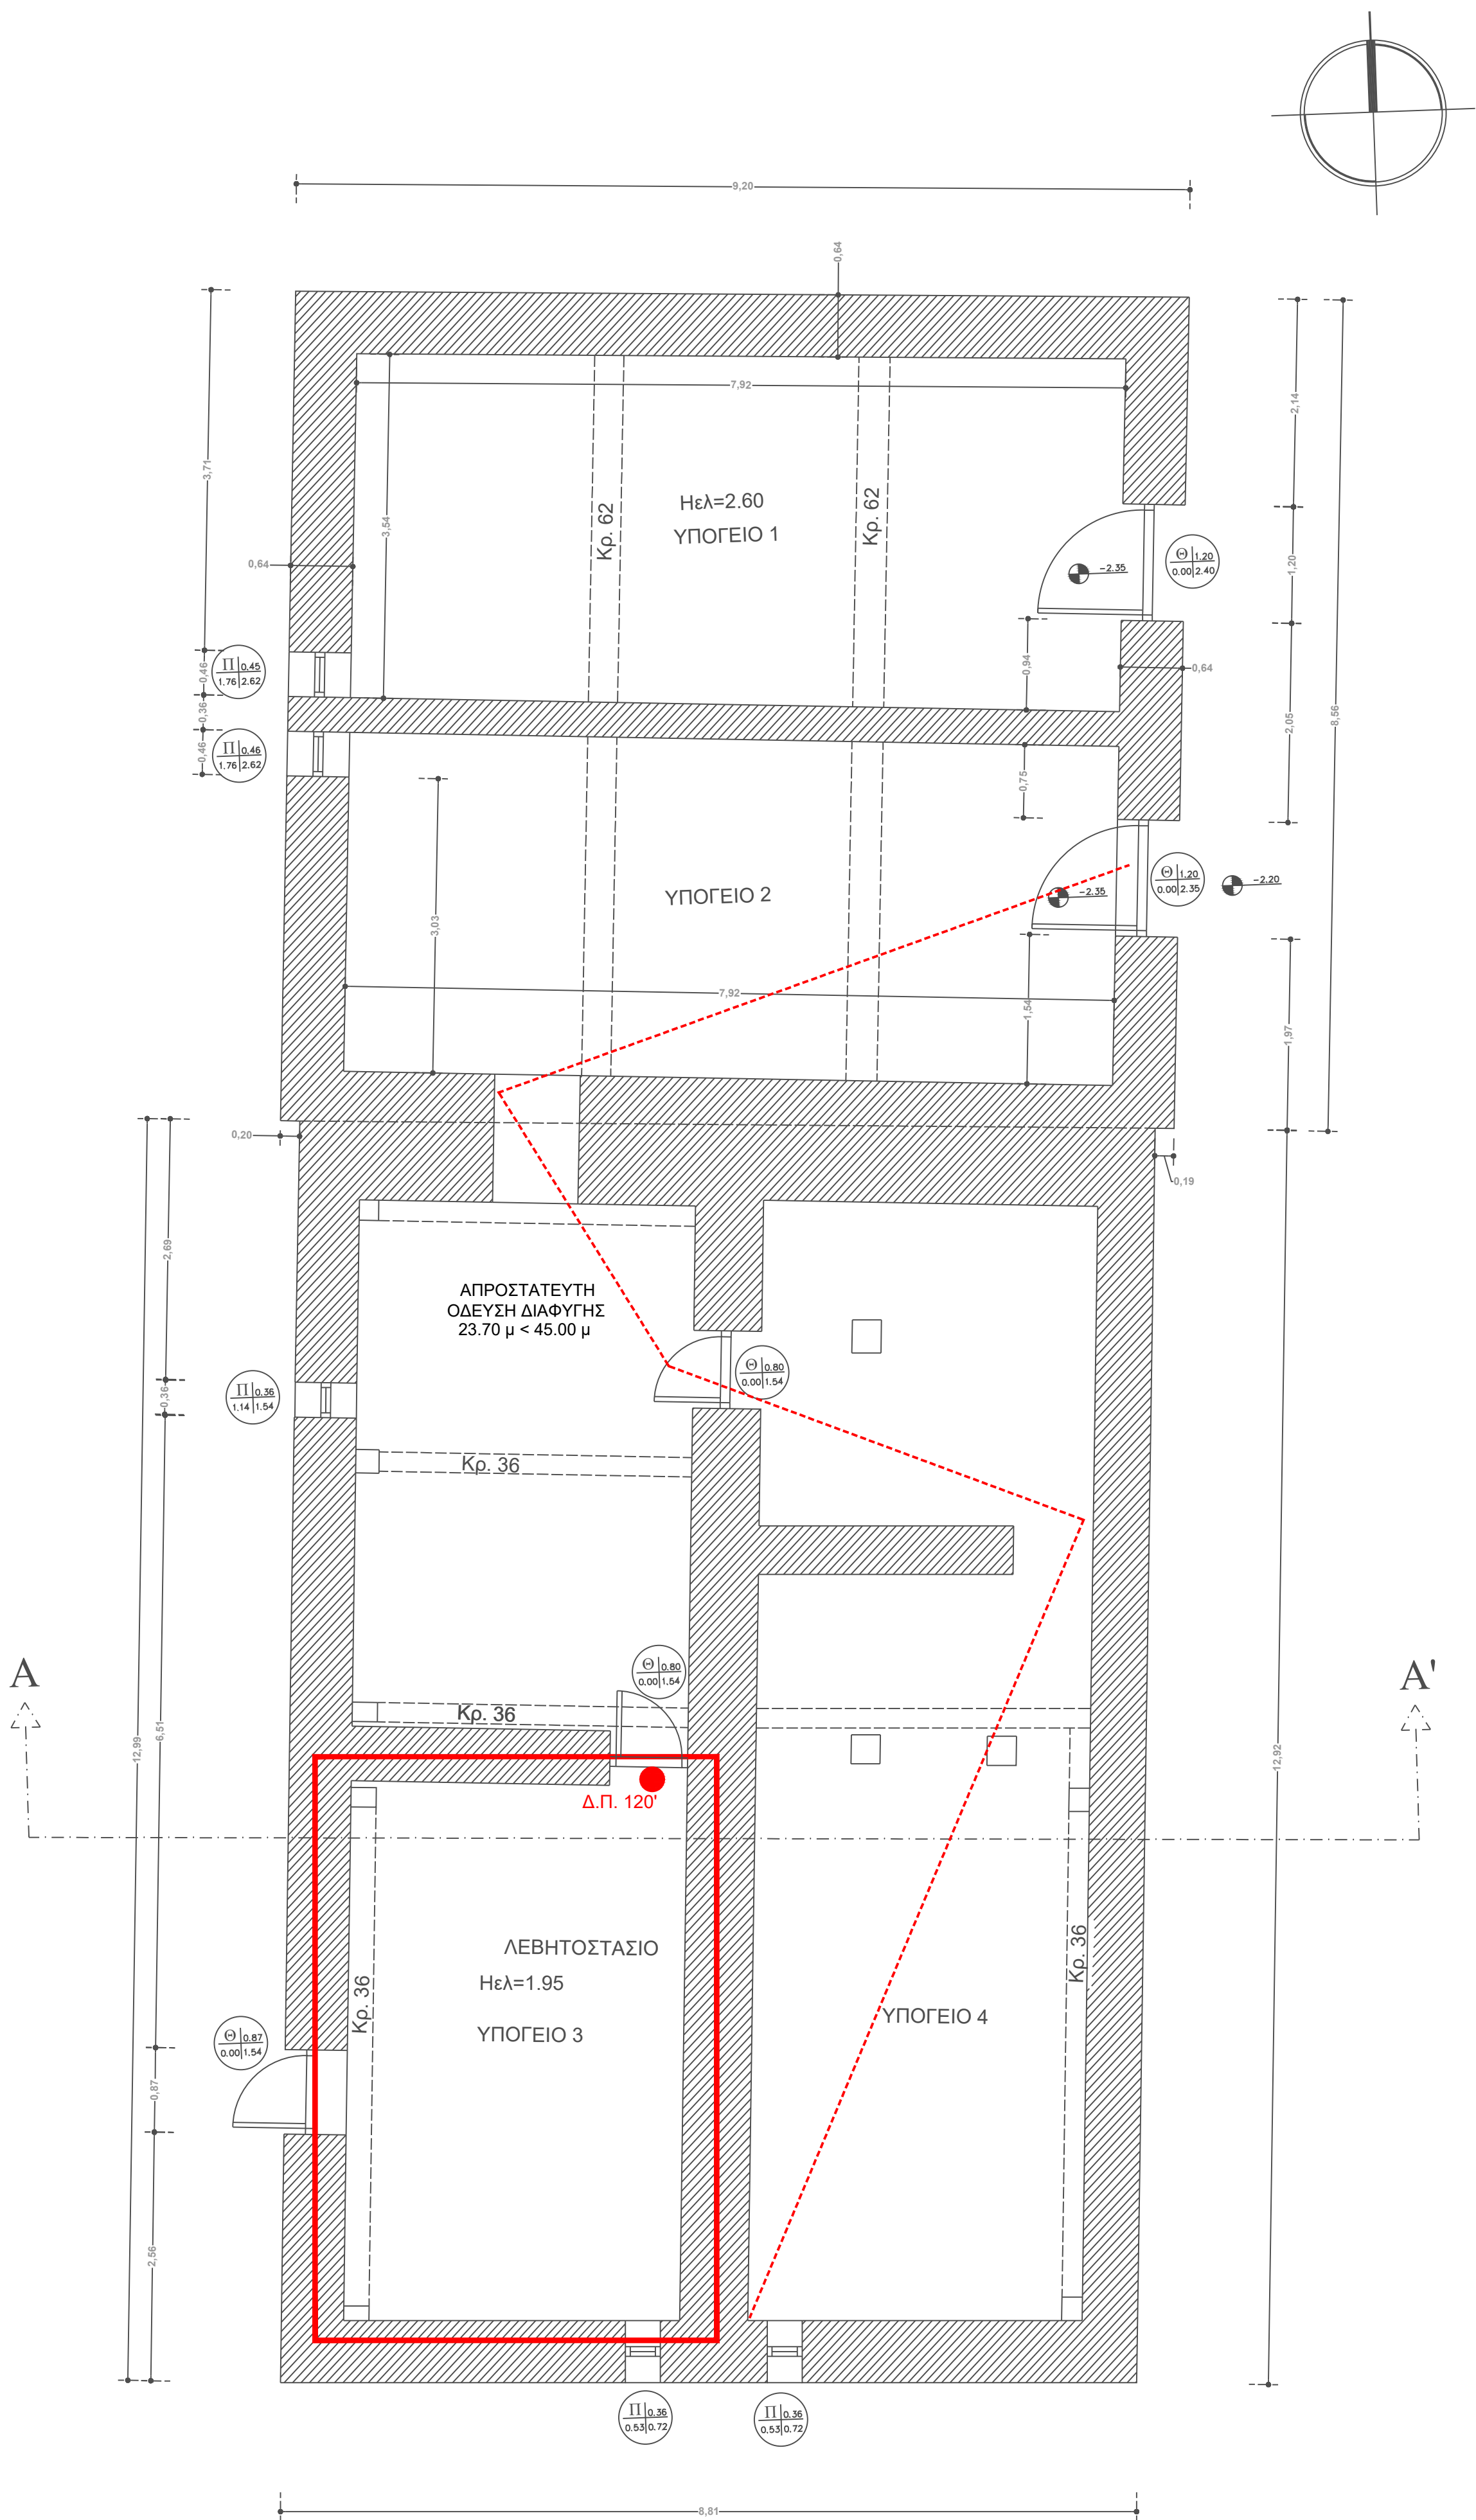 9,20
0,64
7,92
3,71
3,54
2,14
Κρ. 62
Ηελ=2.60
ΥΠΟΓΕΙΟ 1
Κρ. 62
0,64
-2.35
Θ 1.20
0.00 2.40
1,20
Π 0.45
1.76 2.62
0,46
0,94
0,64
0,36
2,05
8,56
Π 0.46
1.76 2.62
0,46
0,75
ΥΠΟΓΕΙΟ 2
-2.35
Θ 1.20
0.00 2.35
-2.20
3,03
7,92
1,54
1,97
0,20
0,19
2,69
ΑΠΡΟΣΤΑΤΕΥΤΗ
ΟΔΕΥΣΗ ΔΙΑΦΥΓΗΣ
23.70 μ < 45.00 μ
Θ 0.80
0.00 1.54
Π 0.36
1.14 1.54
0,36
Κρ. 36
Θ 0.80
0.00 1.54
A
A'
Κρ. 36
12,99
6,51
12,92
Δ.Π. 120'
ΛΕΒΗΤΟΣΤΑΣΙΟ
Ηελ=1.95
Κρ. 36
Κρ. 36
ΥΠΟΓΕΙΟ 3
ΥΠΟΓΕΙΟ 4
Θ 0.87
0.00 1.54
0,87
2,56
Π 0.36
0.53 0.72
Π 0.36
0.53 0.72
8,81